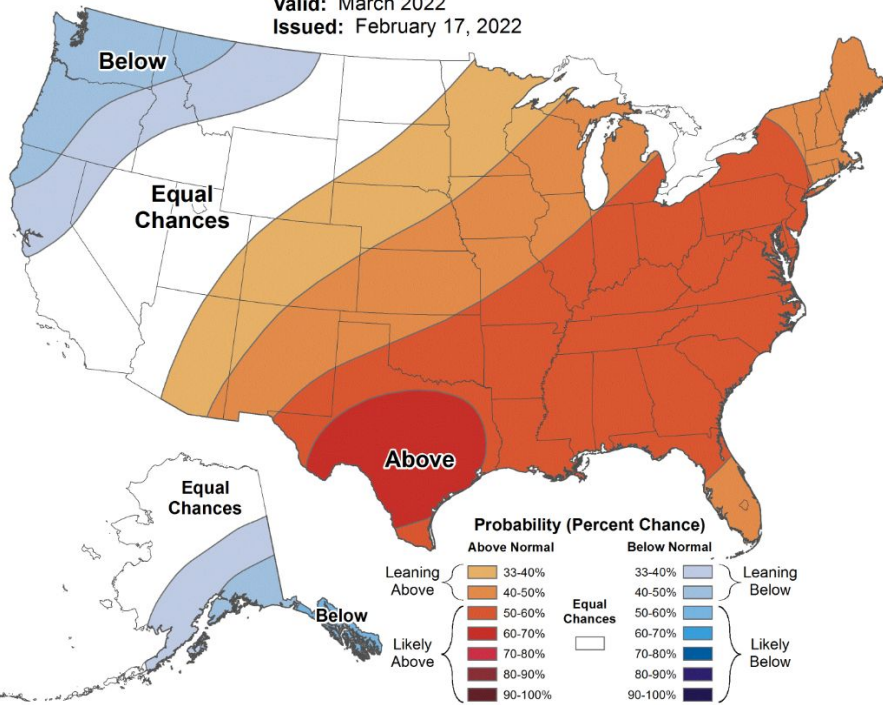 Valid: March 2022
Issued: February 17, 2022
Below
Equal
Chances
Above
Equal
Chances
Below
Probability (Percent Chance)
Above Normal
Below Normal
Leaning
Above
33-40%
40-50%
Likely
Above
50-60%
60-70%
70-80%
80-90%
90-100%
Equal
Chances
33-40%
40-50%
Leaning
Below
50-60%
60-70%
70-80%
80-90%
90-100%
Likely
Below